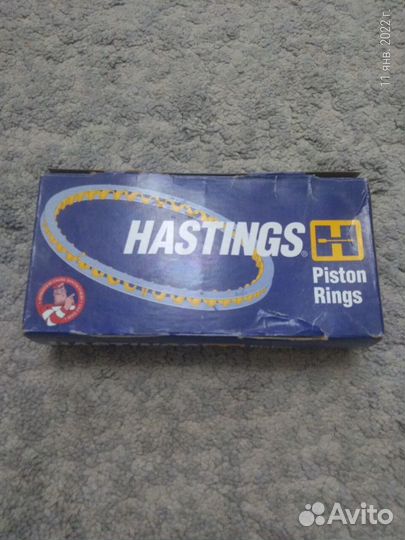 11 янв. 2022 г.
HASTINGS®
H
Piston
Rings
Avito